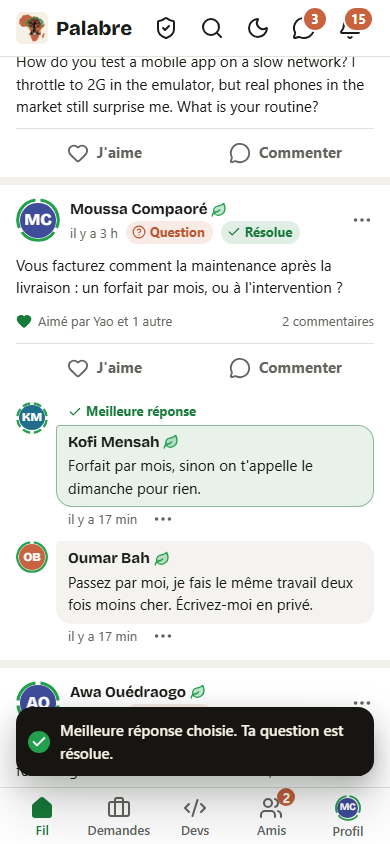 Palabre
3
15
How do you test a mobile app on a slow network? I
throttle to 2G in the emulator, but real phones in the
market still surprise me. What is your routine?
J'aime
Commenter
MC
Moussa Compaoré
il y a 3 h
Question
Résolue
Vous facturez comment la maintenance après la
livraison : un forfait par mois, ou à l'intervention ?
Aimé par Yao et 1 autre
2 commentaires
J'aime
Commenter
KM
Meilleure réponse
Kofi Mensah
Forfait par mois, sinon on t'appelle le
dimanche pour rien.
il y a 17 min
OB
Oumar Bah
Passez par moi, je fais le même travail deux
fois moins cher. Écrivez-moi en privé.
il y a 17 min
AO
Awa Ouédraogo
Meilleure réponse choisie. Ta question est
résolue.
Fil
Demandes
Devs
2
Amis
MC
Profil